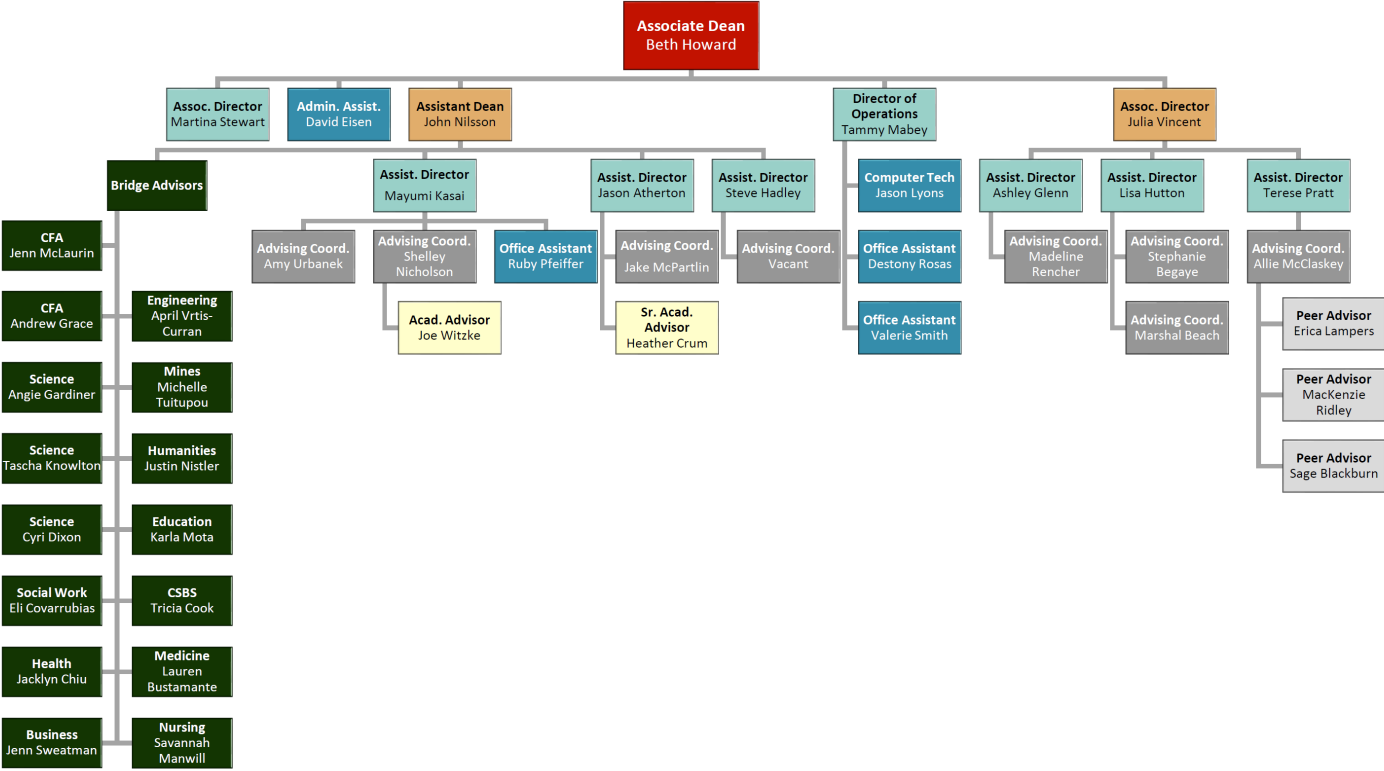 Associate Dean
Beth Howard
Assoc. Director
Martina Stewart
Admin. Assist.
David Eisen
Assistant Dean
John Nilsson
Director of
Operations
Tammy Mabey
Assoc. Director
Julia Vincent
Bridge Advisors
Assist. Director
Mayumi Kasai
Assist. Director
Jason Atherton
Assist. Director
Steve Hadley
Computer Tech
Jason Lyons
Assist. Director
Ashley Glenn
Assist. Director
Lisa Hutton
Assist. Director
Terese Pratt
CFA
Jenn McLaurin
Advising Coord.
Amy Urbanek
Advising Coord.
Shelley
Nicholson
Office Assistant
Ruby Pfeiffer
Advising Coord.
Jake McPartlin
Advising Coord.
Vacant
Office Assistant
Destony Rosas
Advising Coord.
Madeline
Rencher
Advising Coord.
Stephanie
Begaye
Advising Coord.
Allie McClaskey
CFA
Andrew Grace
Engineering
April Vrtis-
Curran
Acad. Advisor
Joe Witzke
Sr. Acad.
Advisor
Heather Crum
Office Assistant
Valerie Smith
Advising Coord.
Marshal Beach
Peer Advisor
Erica Lampers
Science
Angie Gardiner
Mines
Michelle
Tuitupou
Peer Advisor
MacKenzie
Ridley
Science
Tascha Knowlton
Humanities
Justin Nistler
Peer Advisor
Sage Blackburn
Science
Cyri Dixon
Education
Karla Mota
Social Work
Eli Covarrubias
CSBS
Tricia Cook
Health
Jacklyn Chiu
Medicine
Lauren
Bustamante
Business
Jenn Sweatman
Nursing
Savannah
Manwill